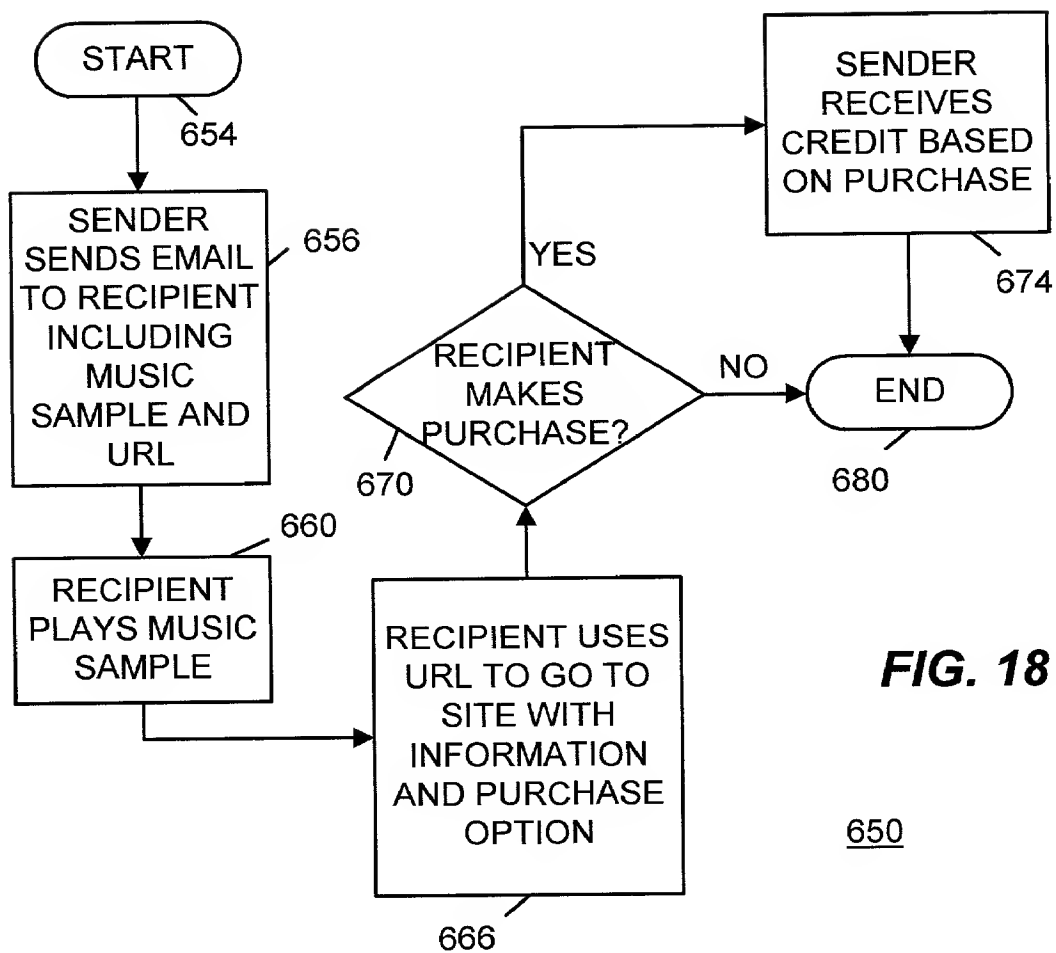 START
654
SENDER
SENDS EMAIL
TO RECIPIENT
INCLUDING
MUSIC
SAMPLE AND
URL
656
660
RECIPIENT
PLAYS MUSIC
SAMPLE
RECIPIENT USES
URL TO GO TO
SITE WITH
INFORMATION
AND PURCHASE
OPTION
666
RECIPIENT
MAKES
PURCHASE?
670
YES
NO
SENDER
RECEIVES
CREDIT BASED
ON PURCHASE
674
END
680
FIG. 18
650